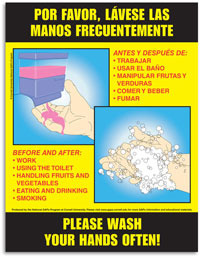 POR FAVOR, LÁVESE LAS
MANOS FRECUENTEMENTE
ANTES Y DESPUÉS DE:
• TRABAJAR
• USAR EL BAÑO
• MANIPULAR FRUTAS Y
VERDURAS
• COMER Y BEBER
• FUMAR
BEFORE AND AFTER:
• WORK
• USING THE TOILET
• HANDLING FRUITS AND
VEGETABLES
• EATING AND DRINKING
• SMOKING
PLEASE WASH
YOUR HANDS OFTEN!